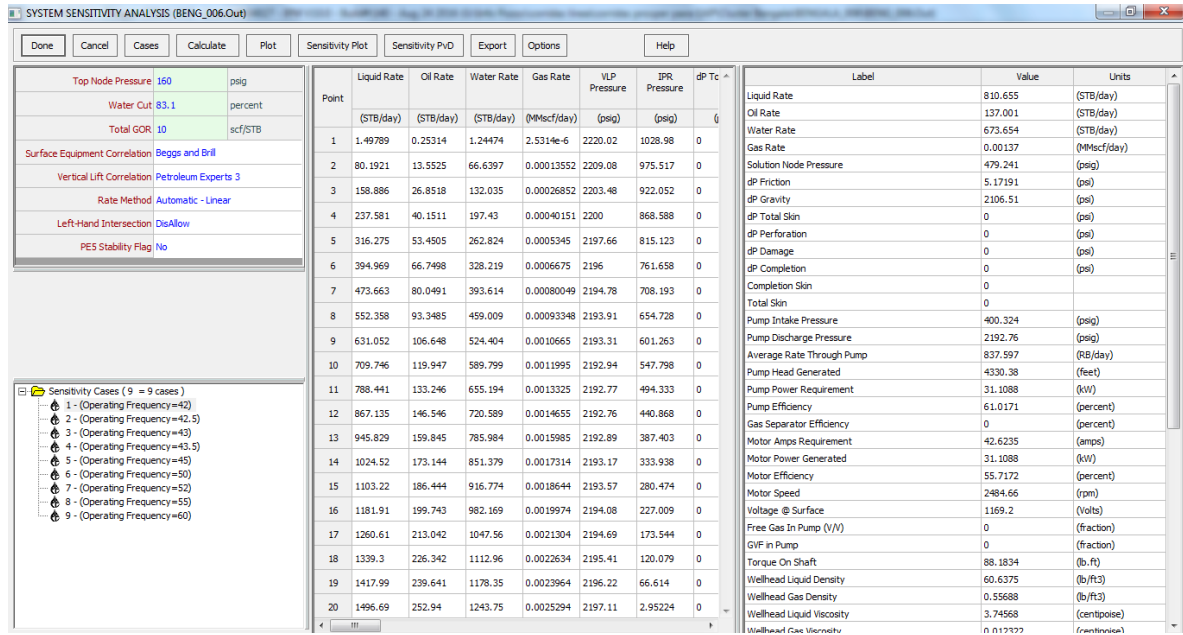 SYSTEM SENSITIVITY ANALYSIS (BENG_006.Out)
Done Cancel Cases Calculate Plot Sensitivity Plot Sensitivity PvD Export Options Help
Top Node Pressure 160 psig
Water Cut 83.1 percent
Total GOR 10 scf/STB
Surface Equipment Correlation Beggs and Brill
Vertical Lift Correlation Petroleum Experts 3
Rate Method Automatic - Linear
Left-Hand Intersection DisAllow
PE5 Stability Flag No
Sensitivity Cases ( 9 = 9 cases )
1 - (Operating Frequency=42)
2 - (Operating Frequency=42.5)
3 - (Operating Frequency=43)
4 - (Operating Frequency=43.5)
5 - (Operating Frequency=45)
6 - (Operating Frequency=50)
7 - (Operating Frequency=52)
8 - (Operating Frequency=55)
9 - (Operating Frequency=60)
Point Liquid Rate Oil Rate Water Rate Gas Rate VLP Pressure IPR Pressure dP Tc
(STB/day) (STB/day) (STB/day) (MMscf/day) (psig) (psig)
1 1.49789 0.25314 1.24474 2.5314e-6 2220.02 1028.98 0
2 80.1921 13.5525 66.6397 0.00013552 2209.08 975.517 0
3 158.886 26.8518 132.035 0.00026852 2203.48 922.052 0
4 237.581 40.1511 197.43 0.00040151 2200 868.588 0
5 316.275 53.4505 262.824 0.0005345 2197.66 815.123 0
6 394.969 66.7498 328.219 0.0006675 2196 761.658 0
7 473.663 80.0491 393.614 0.00080049 2194.78 708.193 0
8 552.358 93.3485 459.009 0.00093348 2193.91 654.728 0
9 631.052 106.648 524.404 0.0010665 2193.31 601.263 0
10 709.746 119.947 589.799 0.0011995 2192.94 547.798 0
11 788.441 133.246 655.194 0.0013325 2192.77 494.333 0
12 867.135 146.546 720.589 0.0014655 2192.76 440.868 0
13 945.829 159.845 785.984 0.0015985 2192.89 387.403 0
14 1024.52 173.144 851.379 0.0017314 2193.17 333.938 0
15 1103.22 186.444 916.774 0.0018644 2193.57 280.474 0
16 1181.91 199.743 982.169 0.0019974 2194.08 227.009 0
17 1260.61 213.042 1047.56 0.0021304 2194.69 173.544 0
18 1339.3 226.342 1112.96 0.0022634 2195.41 120.079 0
19 1417.99 239.641 1178.35 0.0023964 2196.22 66.614 0
20 1496.69 252.94 1243.75 0.0025294 2197.11 2.95224 0
Label Value Units
Liquid Rate 810.655 (STB/day)
Oil Rate 137.001 (STB/day)
Water Rate 673.654 (STB/day)
Gas Rate 0.00137 (MMscf/day)
Solution Node Pressure 479.241 (psig)
dP Friction 5.17191 (psi)
dP Gravity 2106.51 (psi)
dP Total Skin 0 (psi)
dP Perforation 0 (psi)
dP Damage 0 (psi)
dP Completion 0 (psi)
Completion Skin 0
Total Skin 0
Pump Intake Pressure 400.324 (psig)
Pump Discharge Pressure 2192.76 (psig)
Average Rate Through Pump 837.597 (RB/day)
Pump Head Generated 4330.38 (feet)
Pump Power Requirement 31.1088 (kW)
Pump Efficiency 61.0171 (percent)
Gas Separator Efficiency 0 (percent)
Motor Amps Requirement 42.6235 (amps)
Motor Power Generated 31.1088 (kW)
Motor Efficiency 55.7172 (percent)
Motor Speed 2484.66 (rpm)
Voltage @ Surface 1169.2 (Volts)
Free Gas In Pump (V/V) 0 (fraction)
GVF in Pump 0 (fraction)
Torque On Shaft 88.1834 (lb.ft)
Wellhead Liquid Density 60.6375 (lb/ft3)
Wellhead Gas Density 0.55688 (lb/ft3)
Wellhead Liquid Viscosity 3.74568 (centipoise)
Wellhead Gas Viscosity 0.012322 (centipoise)